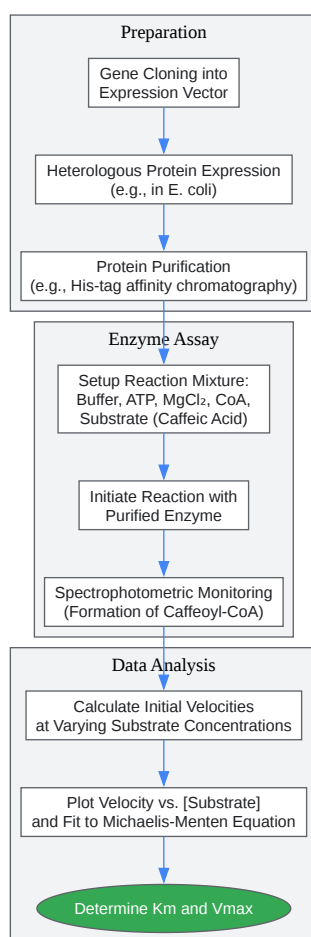 Preparation
Gene Cloning into
Expression Vector
Heterologous Protein Expression
(e.g., in E. coli)
Protein Purification
(e.g., His-tag affinity chromatography)
Enzyme Assay
Setup Reaction Mixture:
Buffer, ATP, MgCl₂, CoA,
Substrate (Caffeic Acid)
Initiate Reaction with
Purified Enzyme
Spectrophotometric Monitoring
(Formation of Caffeoyl-CoA)
Data Analysis
Calculate Initial Velocities
at Varying Substrate Concentrations
Plot Velocity vs. [Substrate]
and Fit to Michaelis-Menten Equation
Determine Km and Vmax